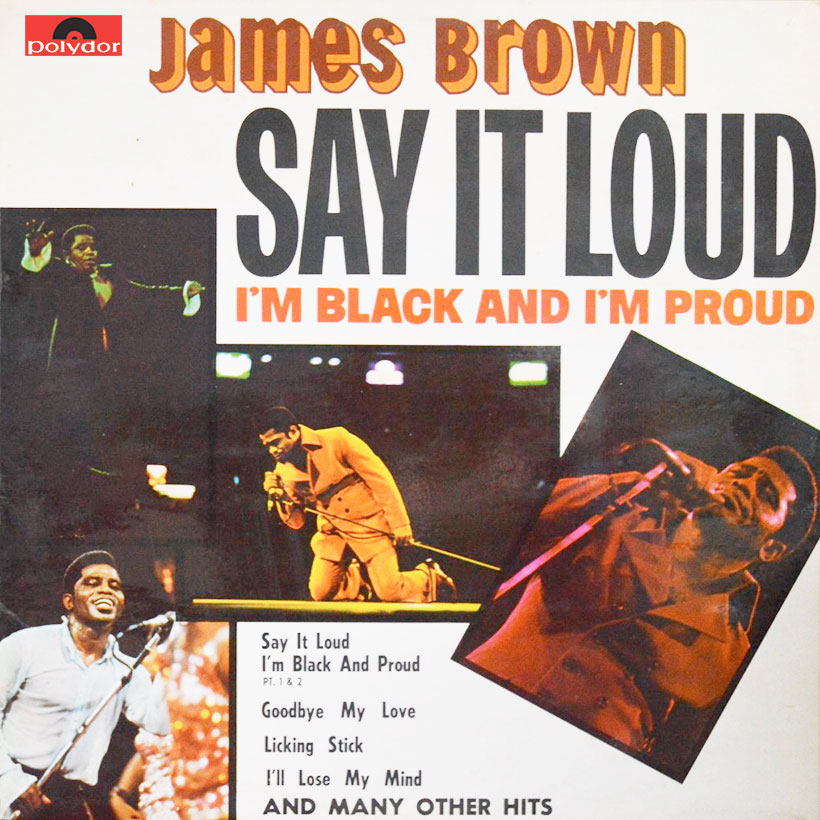 polydor
James Brown
SAY IT LOUD
I'M BLACK AND I'M PROUD
Say It Loud
I'm Black And Proud
PT. 1 & 2
Goodbye My Love
Licking Stick
I'll Lose My Mind
AND MANY OTHER HITS